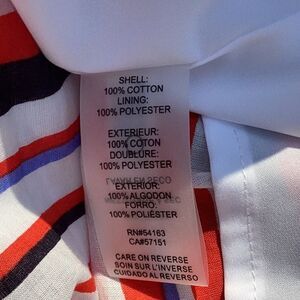 SHELL:
100% COTTON
LINING:
100% POLYESTER
EXTERIEUR:
100% COTON
DOUBLURE:
100% POLYESTER
EXTERIOR:
100% ALGODON
FORRO:
100% POLIÉSTER
RN#54163
CA#57151
CARE ON REVERSE
SOIN SUR L'INVERSE
CUIDADO AL REVERSO